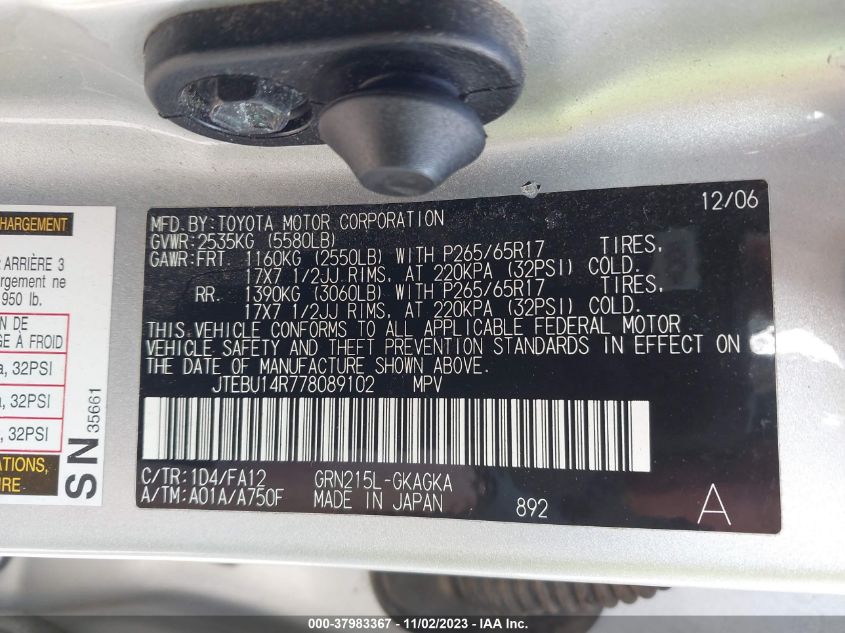 CHARGEMENT
ARRIÈRE 3
argement ne
950 lb.
N DE
GE À FROID
a, 32PSI
, 32PSI
, 32PSI
ATIONS,
URE
SN 35661
12/06
MFD. BY: TOYOTA MOTOR CORPORATION
GVWR: 2535KG (5580LB)
GAWR: FRT. 1160KG (2550LB) WITH P265/65R17 TIRES,
17X7 1/2JJ RIMS, AT 220KPA (32PSI) COLD.
RR. 1390KG (3060LB) WITH P265/65R17 TIRES,
17X7 1/2JJ RIMS, AT 220KPA (32PSI) COLD.
THIS VEHICLE CONFORMS TO ALL APPLICABLE FEDERAL MOTOR
VEHICLE SAFETY AND THEFT PREVENTION STANDARDS IN EFFECT ON
THE DATE OF MANUFACTURE SHOWN ABOVE.
JTEBU14R778089102 MPV
C/TR: 1D4/FA12 GRN215L-GKAGKA
A/TM: A01A/A750F MADE IN JAPAN 892 A
000-37983367 - 11/02/2023 - IAA Inc.